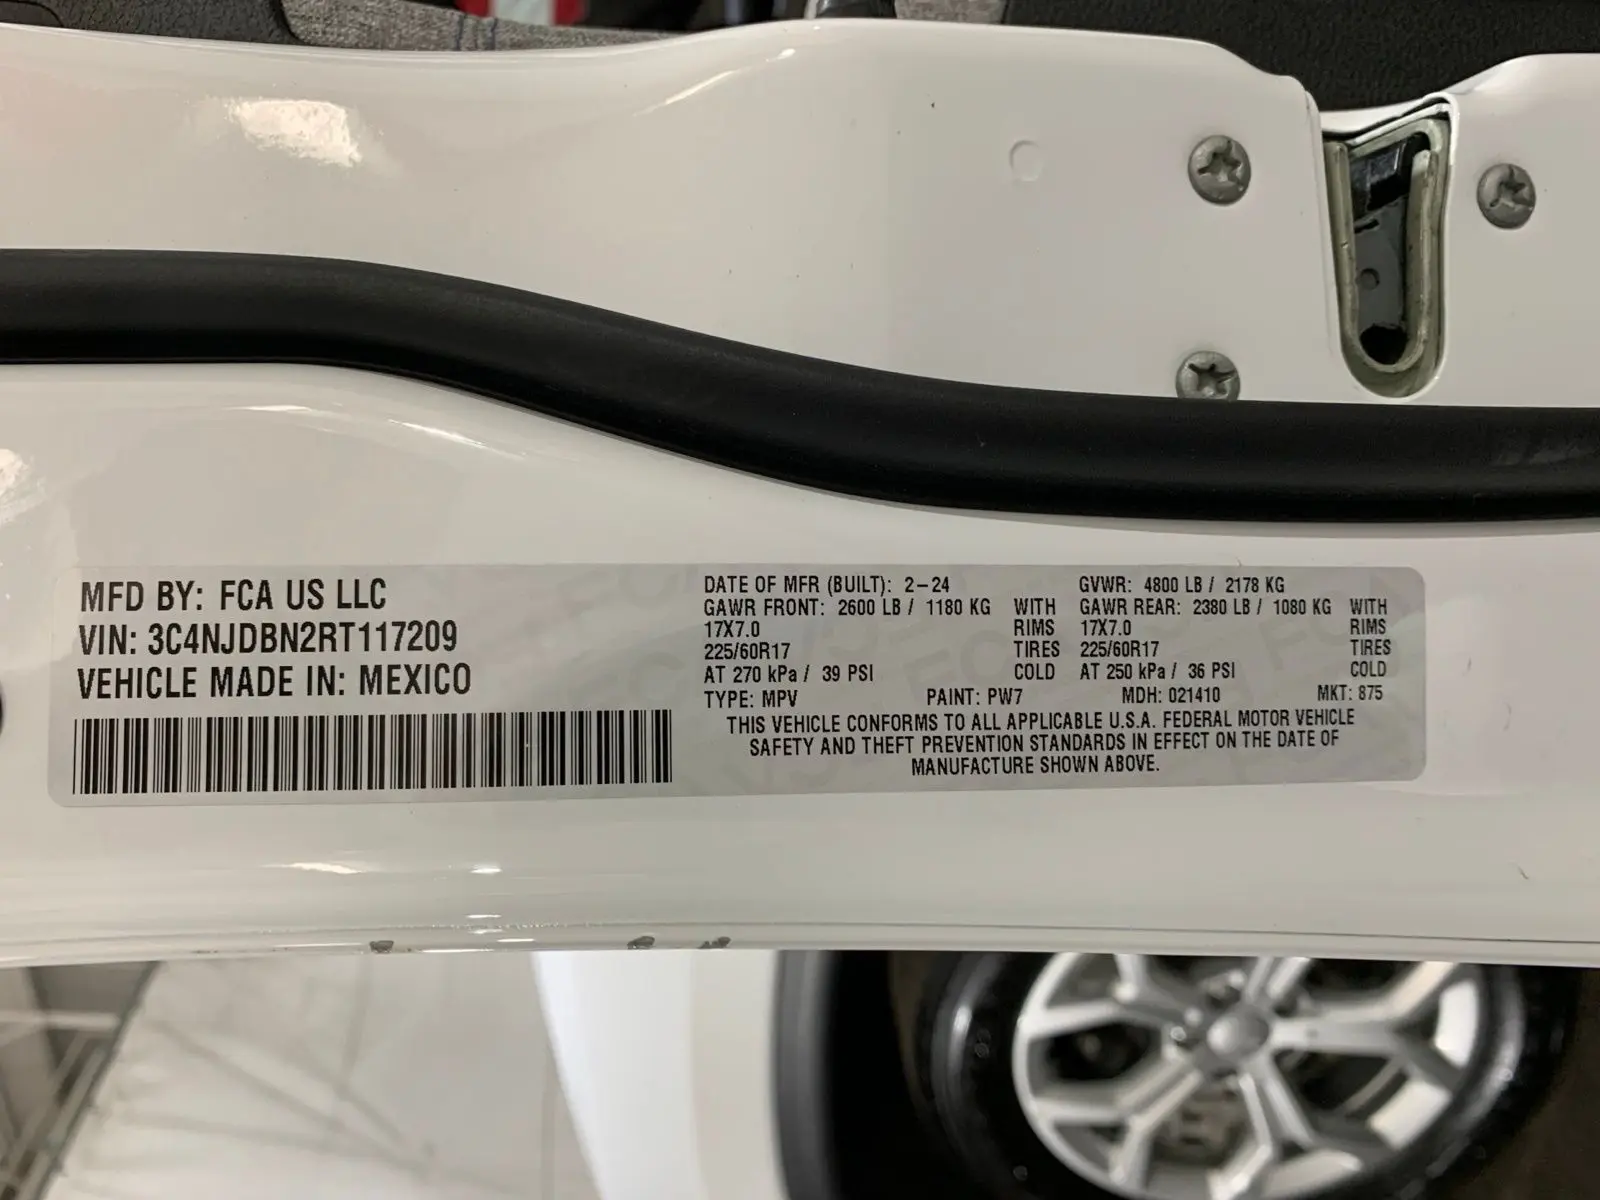 MFD BY: FCA US LLC
VIN: 3C4NJDBN2RT117209
VEHICLE MADE IN: MEXICO
DATE OF MFR (BUILT): 2-24 GVWR: 4800 LB / 2178 KG
GAWR FRONT: 2600 LB / 1180 KG WITH GAWR REAR: 2380 LB / 1080 KG WITH
17X7.0 RIMS 17X7.0 RIMS
225/60R17 TIRES 225/60R17 TIRES
AT 270 kPa / 39 PSI COLD AT 250 kPa / 36 PSI COLD
TYPE: MPV PAINT: PW7 MDH: 021410 MKT: 875
THIS VEHICLE CONFORMS TO ALL APPLICABLE U.S.A. FEDERAL MOTOR VEHICLE
SAFETY AND THEFT PREVENTION STANDARDS IN EFFECT ON THE DATE OF
MANUFACTURE SHOWN ABOVE.